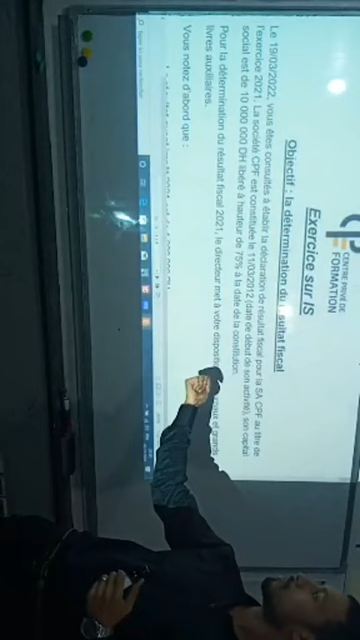 CENTRE PRIVÉ DE
FORMATION
Exercice sur IS
Objectif : la détermination du résultat fiscal
Le 19/03/2022, vous êtes consultés à établir la déclaration de résultat fiscal pour la SA CPF au titre de
l'exercice 2021. La société CPF est constituée le 11/03/2012 (date de début de son activité), son capital
social est de 10 000 000 DH libéré à hauteur de 75% à la date de la constitution.
Pour la détermination du résultat fiscal 2021, le directeur met à votre disposition et grands
livres auxiliaires.
Vous notez d'abord que :